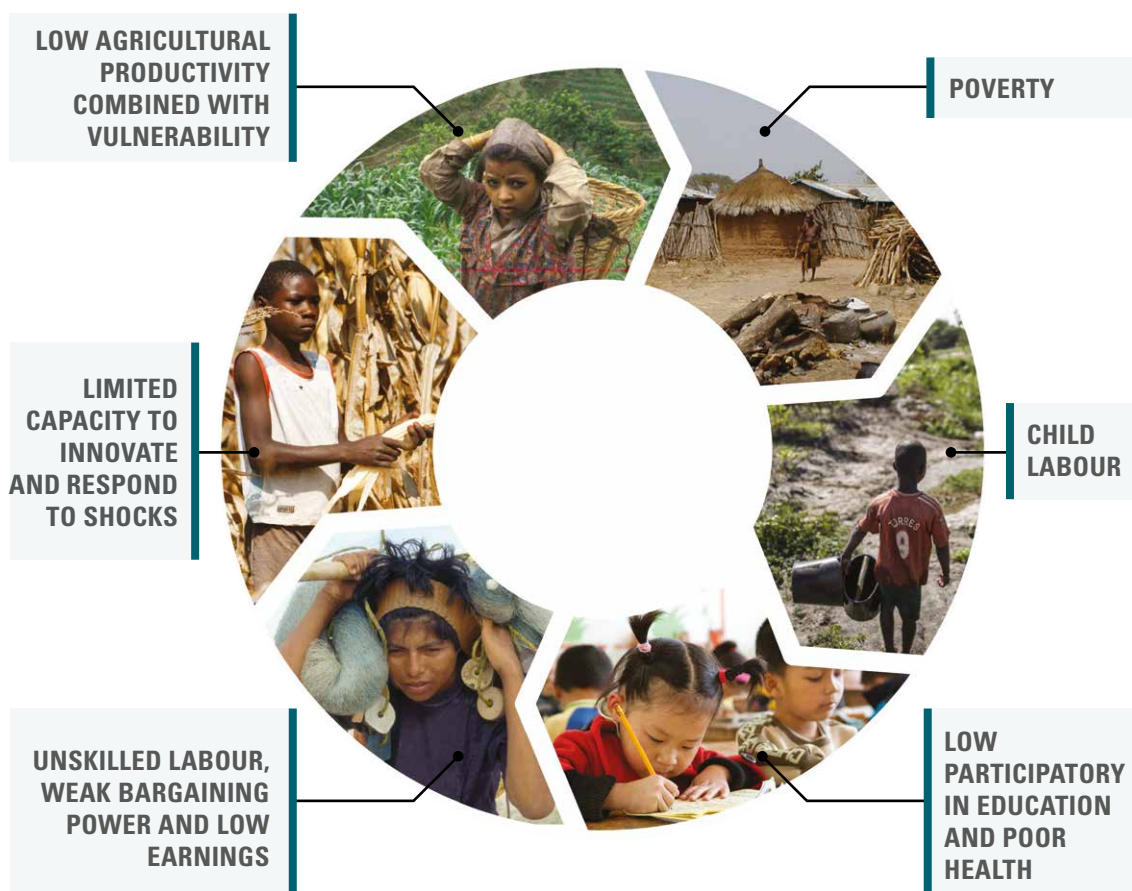 LOW AGRICULTURAL
PRODUCTIVITY
COMBINED WITH
VULNERABILITY
POVERTY
CHILD
LABOUR
LOW
PARTICIPATORY
IN EDUCATION
AND POOR
HEALTH
UNSKILLED LABOUR,
WEAK BARGAINING
POWER AND LOW
EARNINGS
LIMITED
CAPACITY TO
INNOVATE
AND RESPOND
TO SHOCKS
TORRES
9